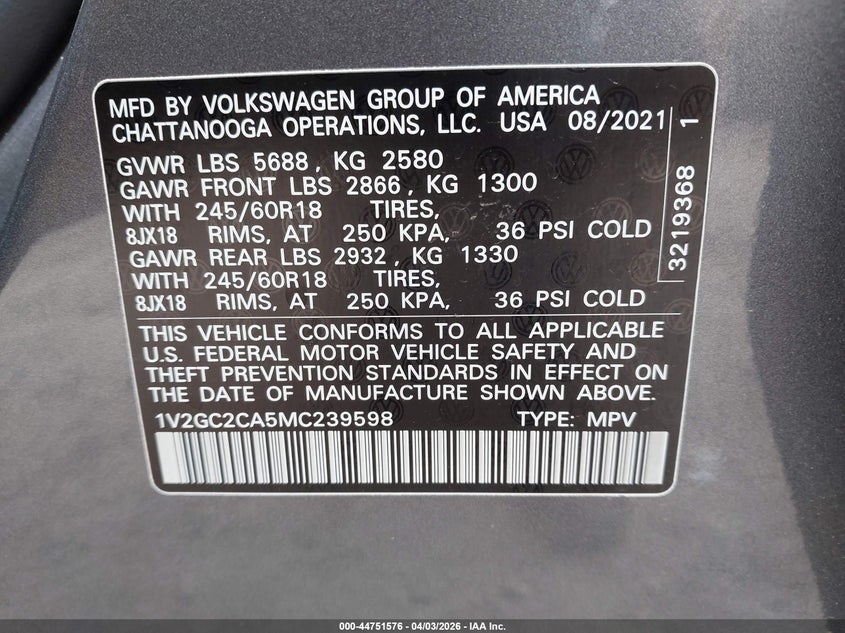 MFD BY VOLKSWAGEN GROUP OF AMERICA
CHATTANOOGA OPERATIONS, LLC. USA 08/2021
GVWR LBS 5688, KG 2580
GAWR FRONT LBS 2866, KG 1300
WITH 245/60R18 TIRES,
8JX18 RIMS, AT 250 KPA, 36 PSI COLD
GAWR REAR LBS 2932, KG 1330
WITH 245/60R18 TIRES,
8JX18 RIMS, AT 250 KPA, 36 PSI COLD
3219368 1
THIS VEHICLE CONFORMS TO ALL APPLICABLE
U.S. FEDERAL MOTOR VEHICLE SAFETY AND
THEFT PREVENTION STANDARDS IN EFFECT ON
THE DATE OF MANUFACTURE SHOWN ABOVE.
1V2GC2CA5MC239598 TYPE: MPV
000-44751576 - 04/03/2026 - IAA Inc.